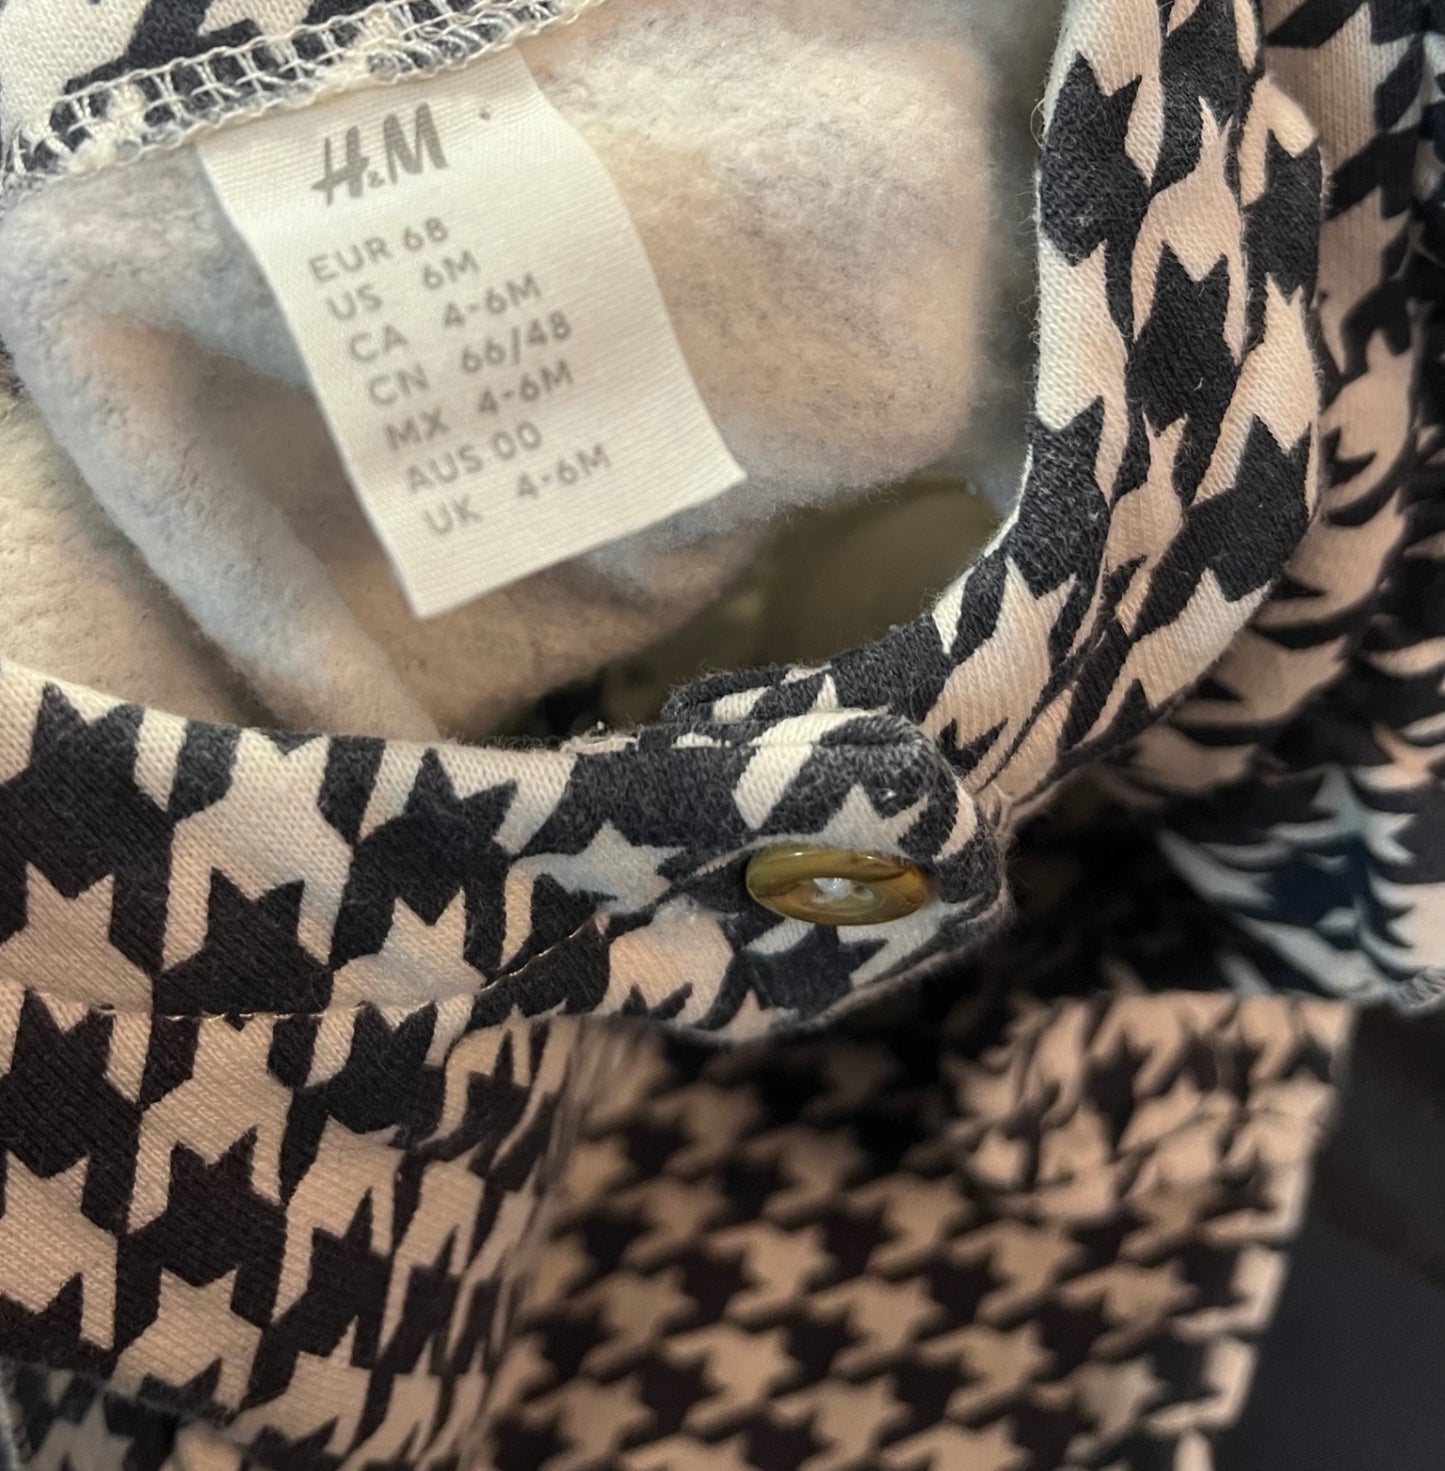 H&M
EUR 68
US 6M
CA 4-6M
CN 66/48
MX 4-6M
AUS 00
UK 4-6M